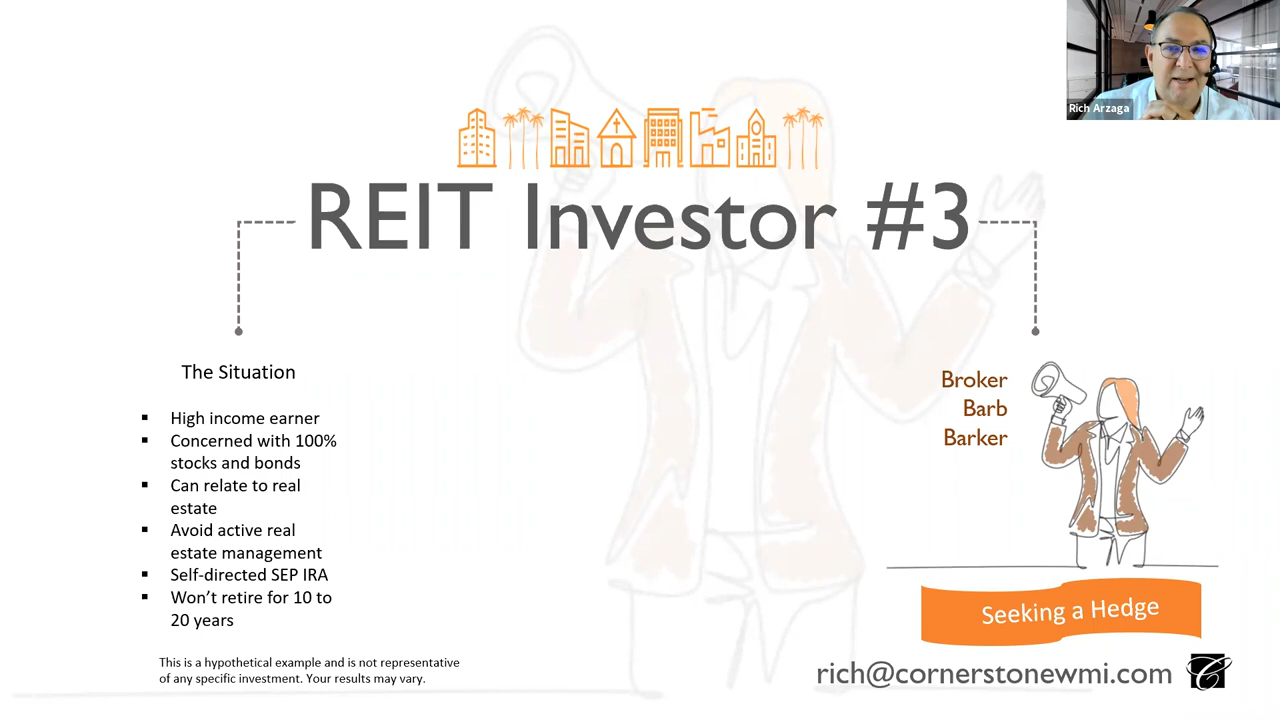 Rich Arzaga
REIT Investor #3
The Situation
▪ High income earner
▪ Concerned with 100%
stocks and bonds
▪ Can relate to real
estate
▪ Avoid active real
estate management
▪ Self-directed SEP IRA
▪ Won’t retire for 10 to
20 years
This is a hypothetical example and is not representative
of any specific investment. Your results may vary.
Broker
Barb
Barker
Seeking a Hedge
rich@cornerstonewmi.com